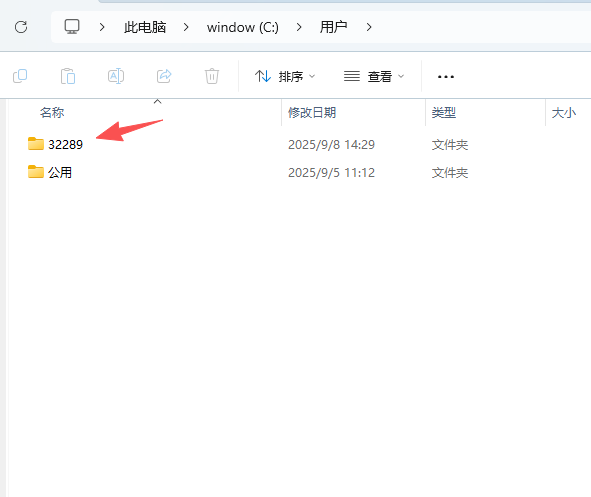 此电脑 window (C:) 用户
排序 查看
名称 修改日期 类型 大小
32289 2025/9/8 14:29 文件夹
公用 2025/9/5 11:12 文件夹